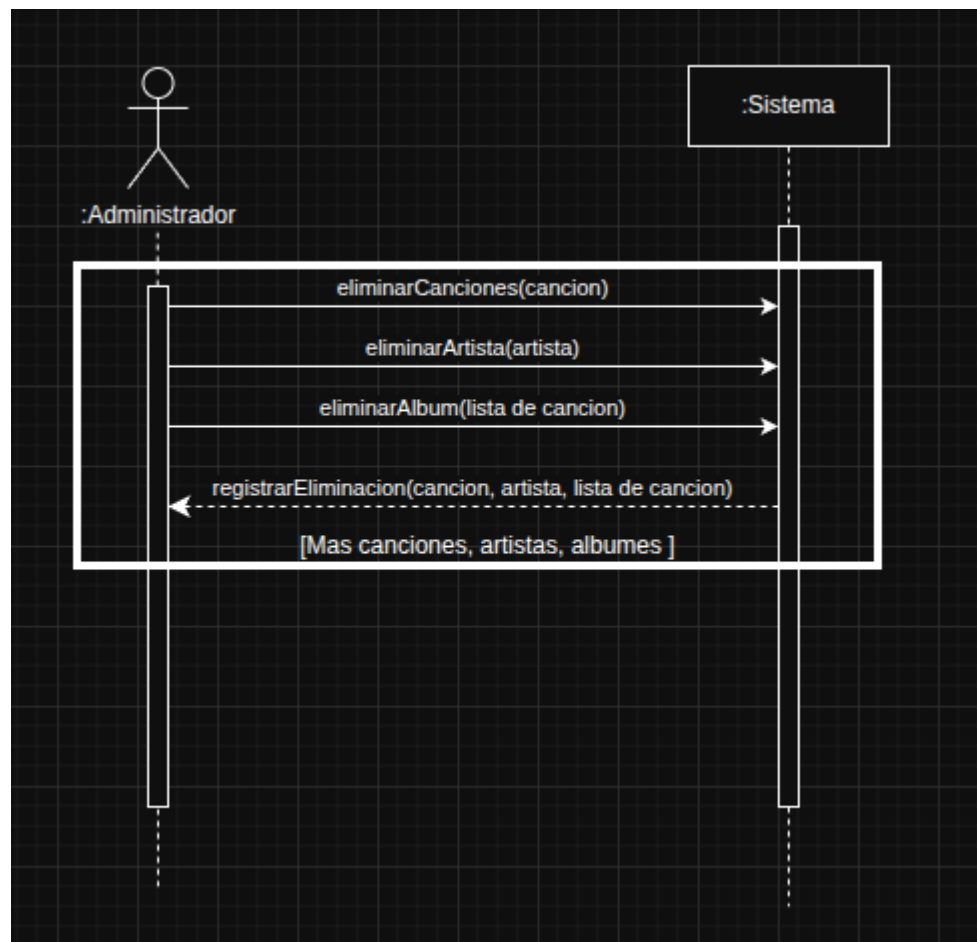 :Sistema
:Administrador
eliminarCanciones(cancion)
eliminarArtista(artista)
eliminarAlbum(lista de cancion)
registrarEliminacion(cancion, artista, lista de cancion)
[Mas canciones, artistas, albumes ]